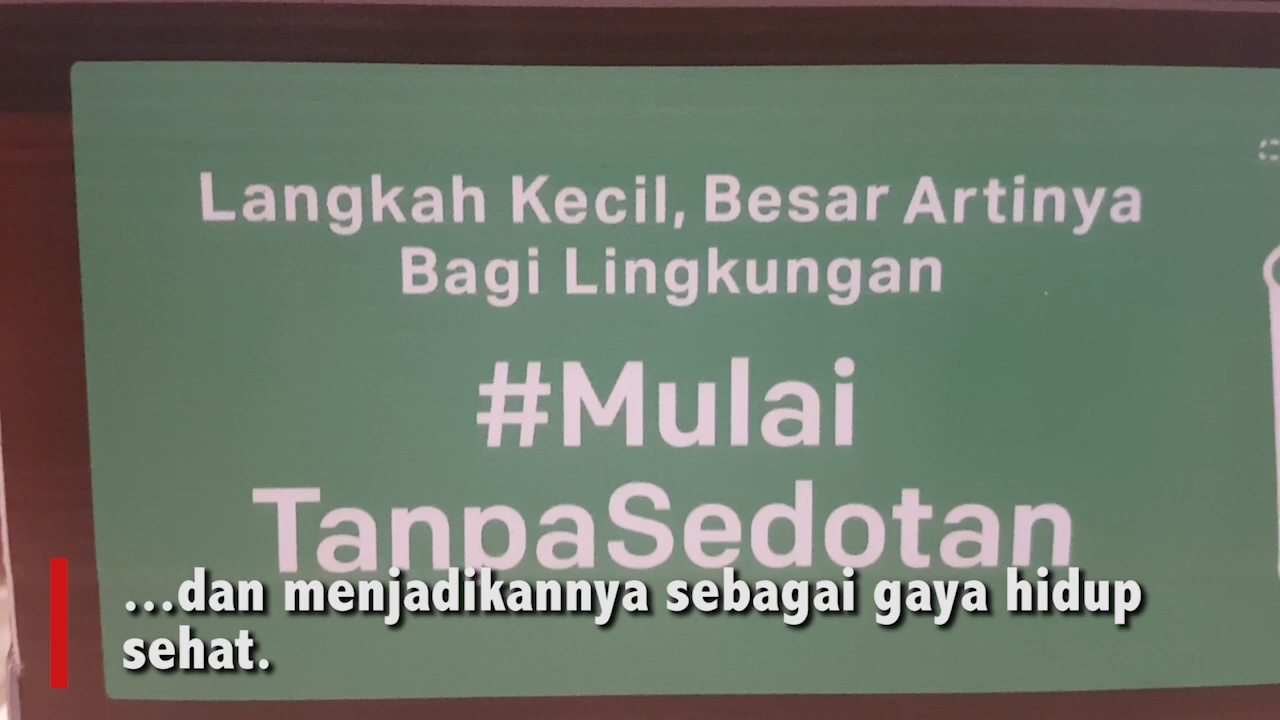 Langkah Kecil, Besar Artinya
Bagi Lingkungan
#Mulai
TanpaSedotan
...dan menjadikannya sebagai gaya hidup
sehat.